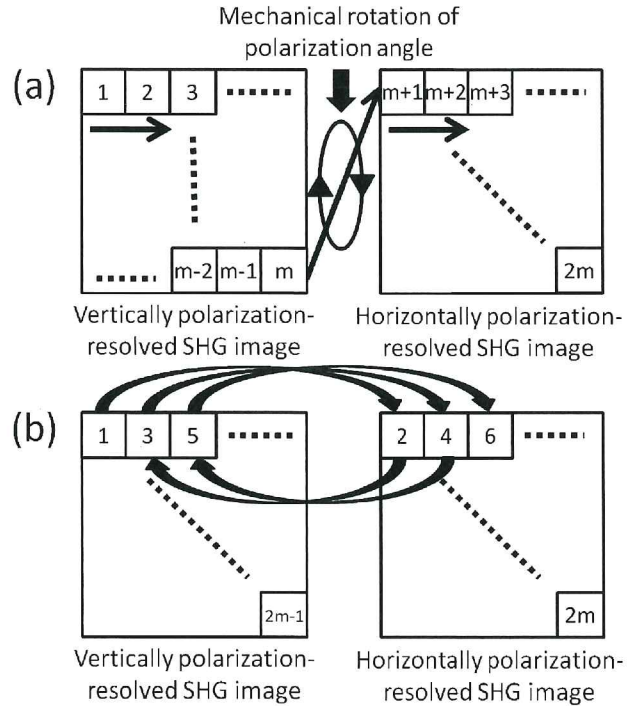 Mechanical rotation of
polarization angle
(a)
1 2 3
m+1 m+2 m+3
m-2 m-1 m
2m
Vertically polarization-
resolved SHG image
Horizontally polarization-
resolved SHG image
(b)
1 3 5
2 4 6
2m-1
2m
Vertically polarization-
resolved SHG image
Horizontally polarization-
resolved SHG image